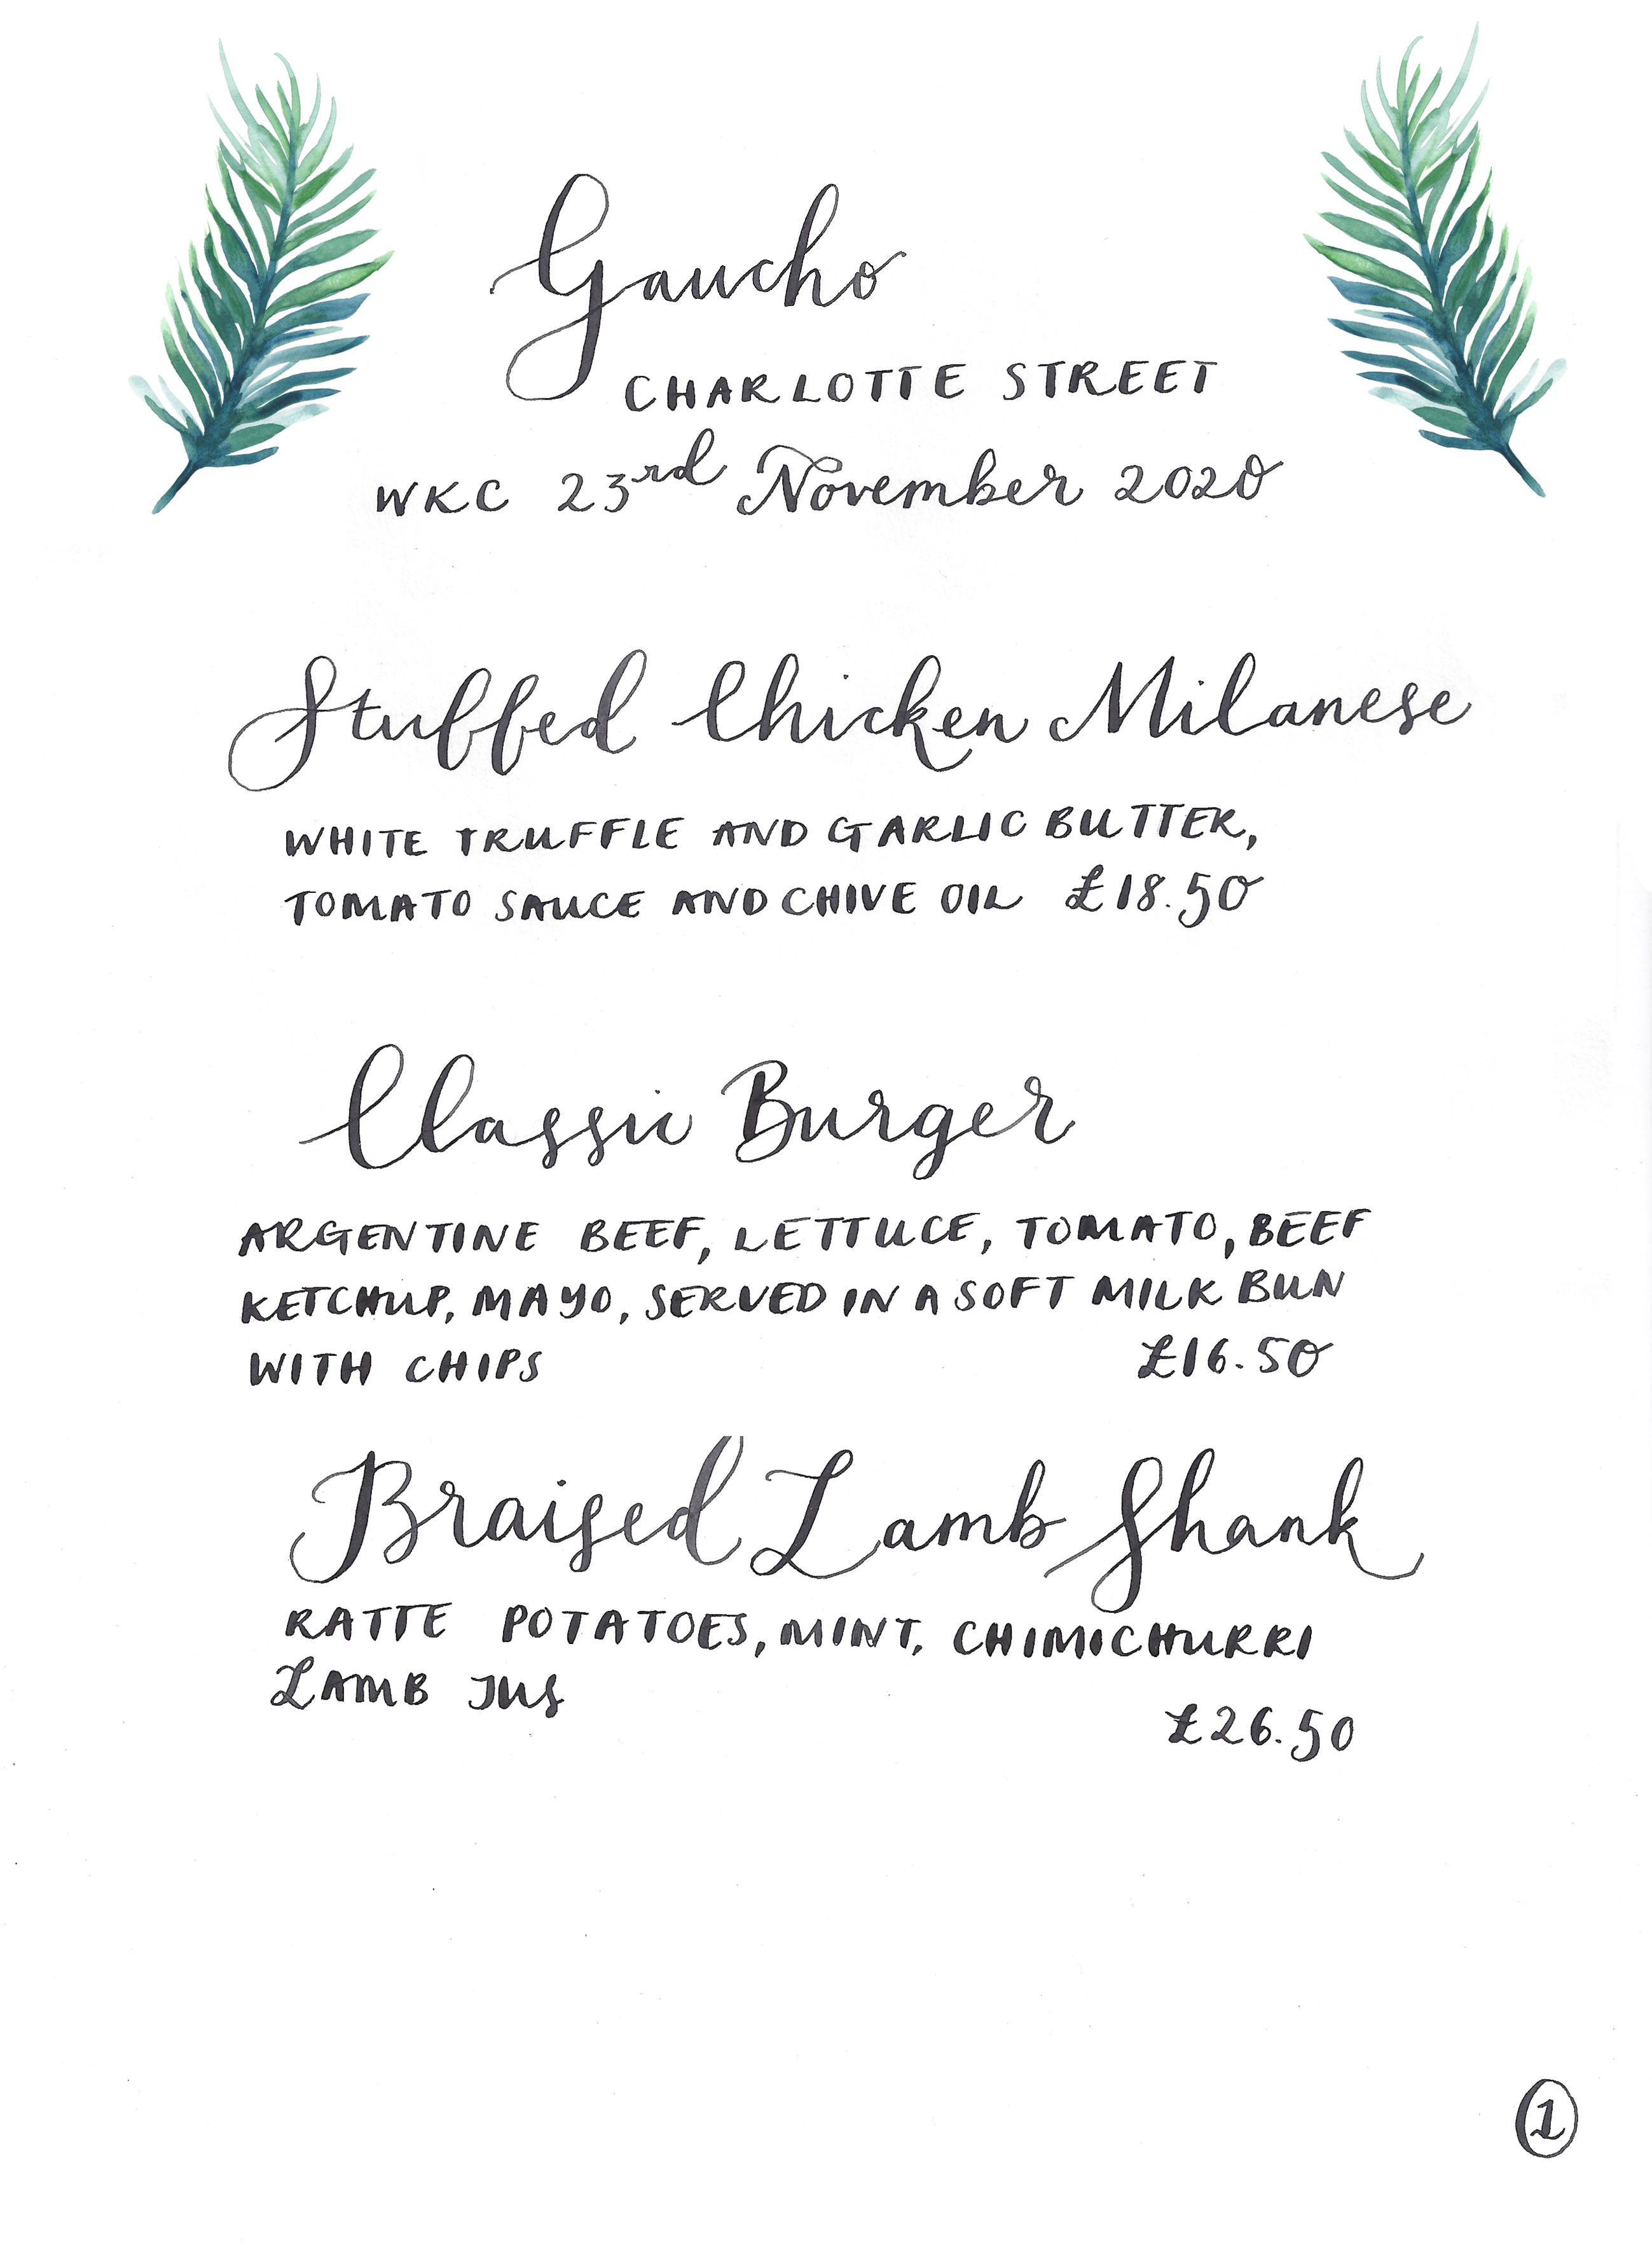 Gaucho
CHARLOTTE STREET
WKC 23rd November 2020
Stuffed Chicken Milanese
WHITE TRUFFLE AND GARLIC BUTTER,
TOMATO SAUCE AND CHIVE OIL £18.50
Classic Burger
ARGENTINE BEEF, LETTUCE, TOMATO, BEEF
KETCHUP, MAYO, SERVED IN A SOFT MILK BUN
WITH CHIPS £16.50
Braised Lamb Shank
RATTE POTATOES, MINT, CHIMICHURRI
LAMB JUS
£26.50
1